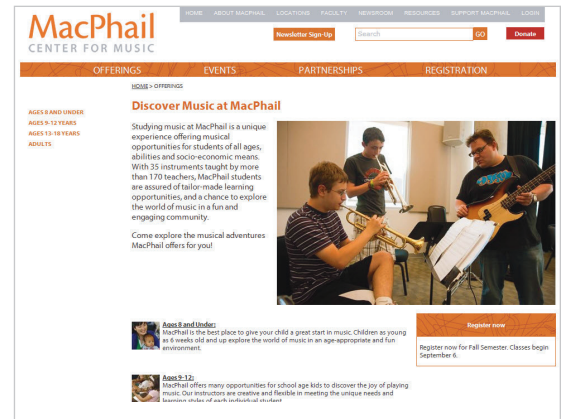 HOME ABOUT MACPHAIL LOCATIONS FACULTY NEWSROOM RESOURCES SUPPORT MACPHAIL LOGIN
MacPhail
CENTER FOR MUSIC
Newsletter Sign-Up Search GO Donate
OFFERINGS EVENTS PARTNERSHIPS REGISTRATION
HOME > OFFERINGS
AGES 8 AND UNDER
AGES 9-12 YEARS
AGES 13-18 YEARS
ADULTS
Discover Music at MacPhail
Studying music at MacPhail is a unique
experience offering musical
opportunities for students of all ages,
abilities and socio-economic means.
With 35 instruments taught by more
than 170 teachers, MacPhail students
are assured of tailor-made learning
opportunities, and a chance to explore
the world of music in a fun and
engaging community.
Come explore the musical adventures
MacPhail offers for you!
Ages 8 and Under:
MacPhail is the best place to give your child a great start in music. Children as young
as 6 weeks old and up explore the world of music in an age-appropriate and fun
environment.
Ages 9-12:
MacPhail offers many opportunities for school age kids to discover the joy of playing
music. Our instructors are creative and flexible in meeting the unique needs and
learning styles of each individual student.
Register now
Register now for Fall Semester. Classes begin
September 6.